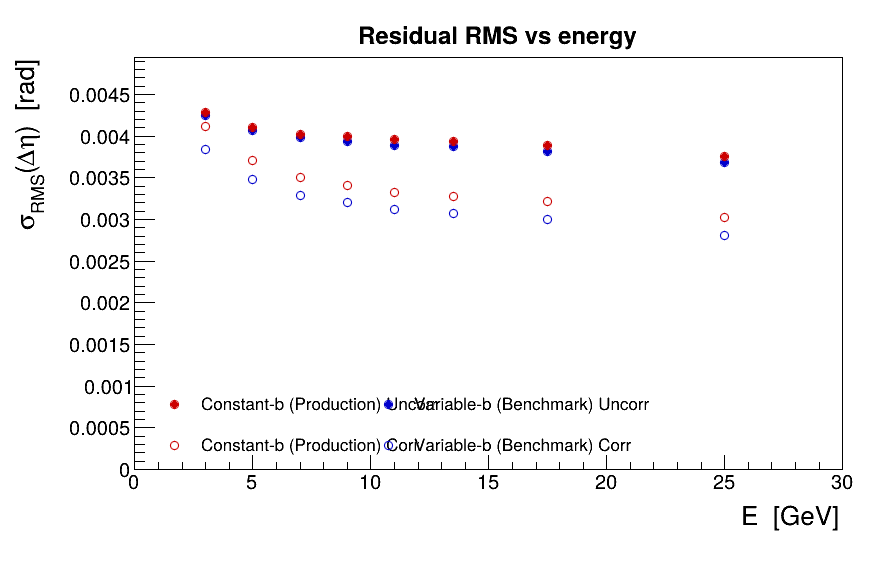 Residual RMS vs energy
σRMS(Δη) [rad]
0.0045
0.004
0.0035
0.003
0.0025
0.002
0.0015
0.001
0.0005
0
Constant-b (Production) Uncorr
Variable-b (Benchmark) Uncorr
Constant-b (Production) Corr
Variable-b (Benchmark) Corr
0 5 10 15 20 25 30
E [GeV]